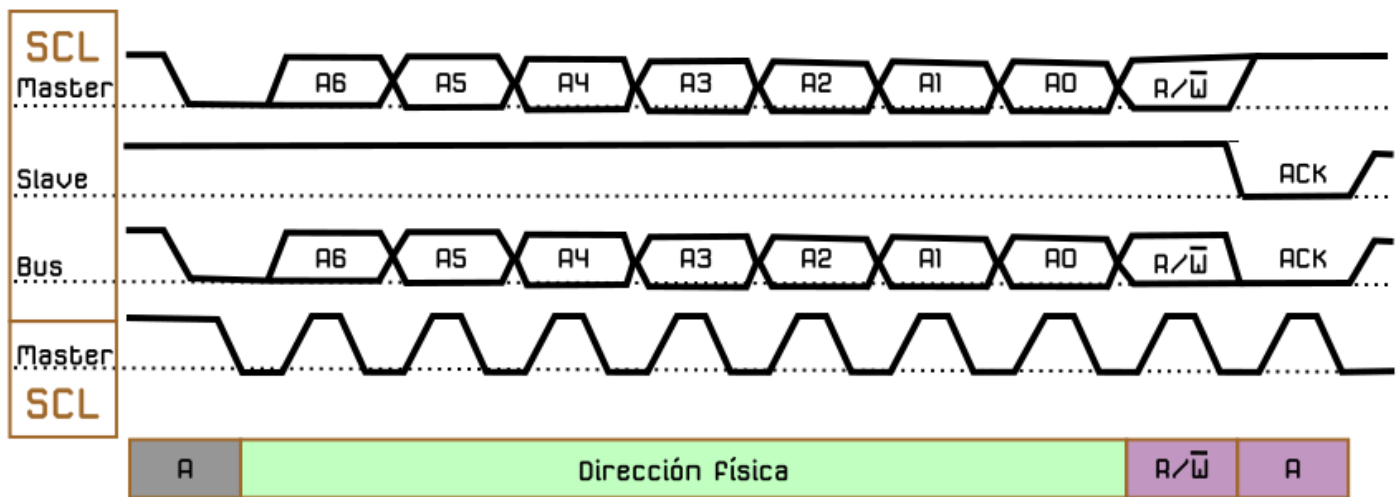 SCL
Master A6 A5 A4 A3 A2 A1 A0 R/W̅
Slave ACK
Bus A6 A5 A4 A3 A2 A1 A0 R/W̅ ACK
Master
SCL
A Dirección física R/W̅ A